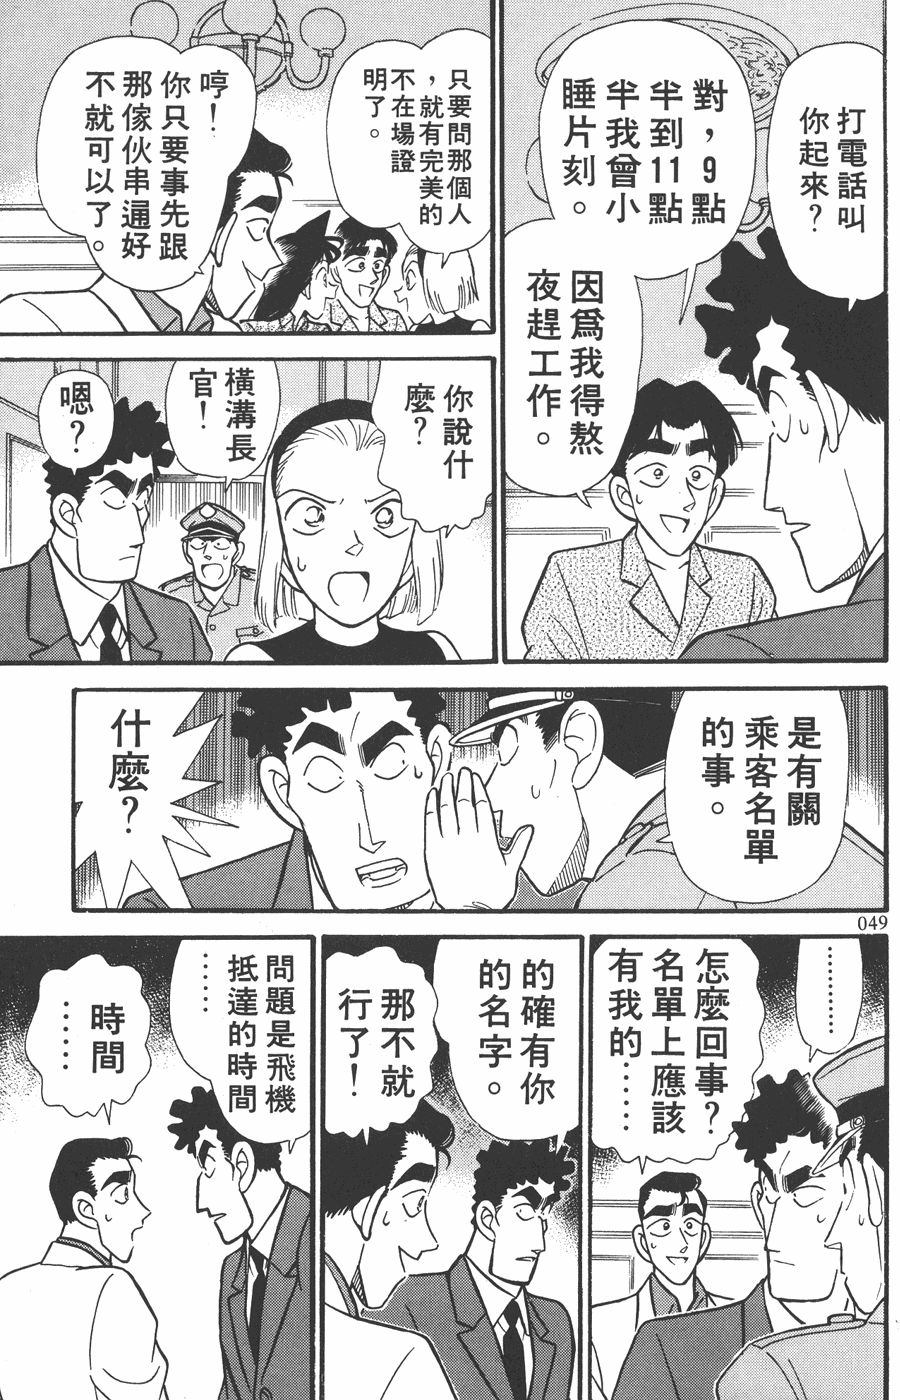 打電話叫
你起來?
對，9點
半到11點
半我曾小
睡片刻。
因爲我得熬
夜趕工作。
只要問那個人
，就有完美的
不在場證
明了。
哼！
你只要事先跟
那傢伙串通好
不就可以了。
你說什
麼?
橫溝長
官！
嗯?
是有關
乘客名單
的事。
什麼?
049
………
怎麼回事?
名單上應該
有我的……
的確有你
的名字。
那不就
行了！
問題是飛機
抵達的時間
……
時間
……